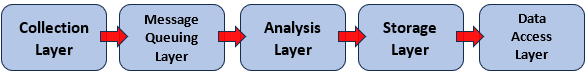 Collection
Layer
Message
Queuing
Layer
Analysis
Layer
Storage
Layer
Data
Access
Layer